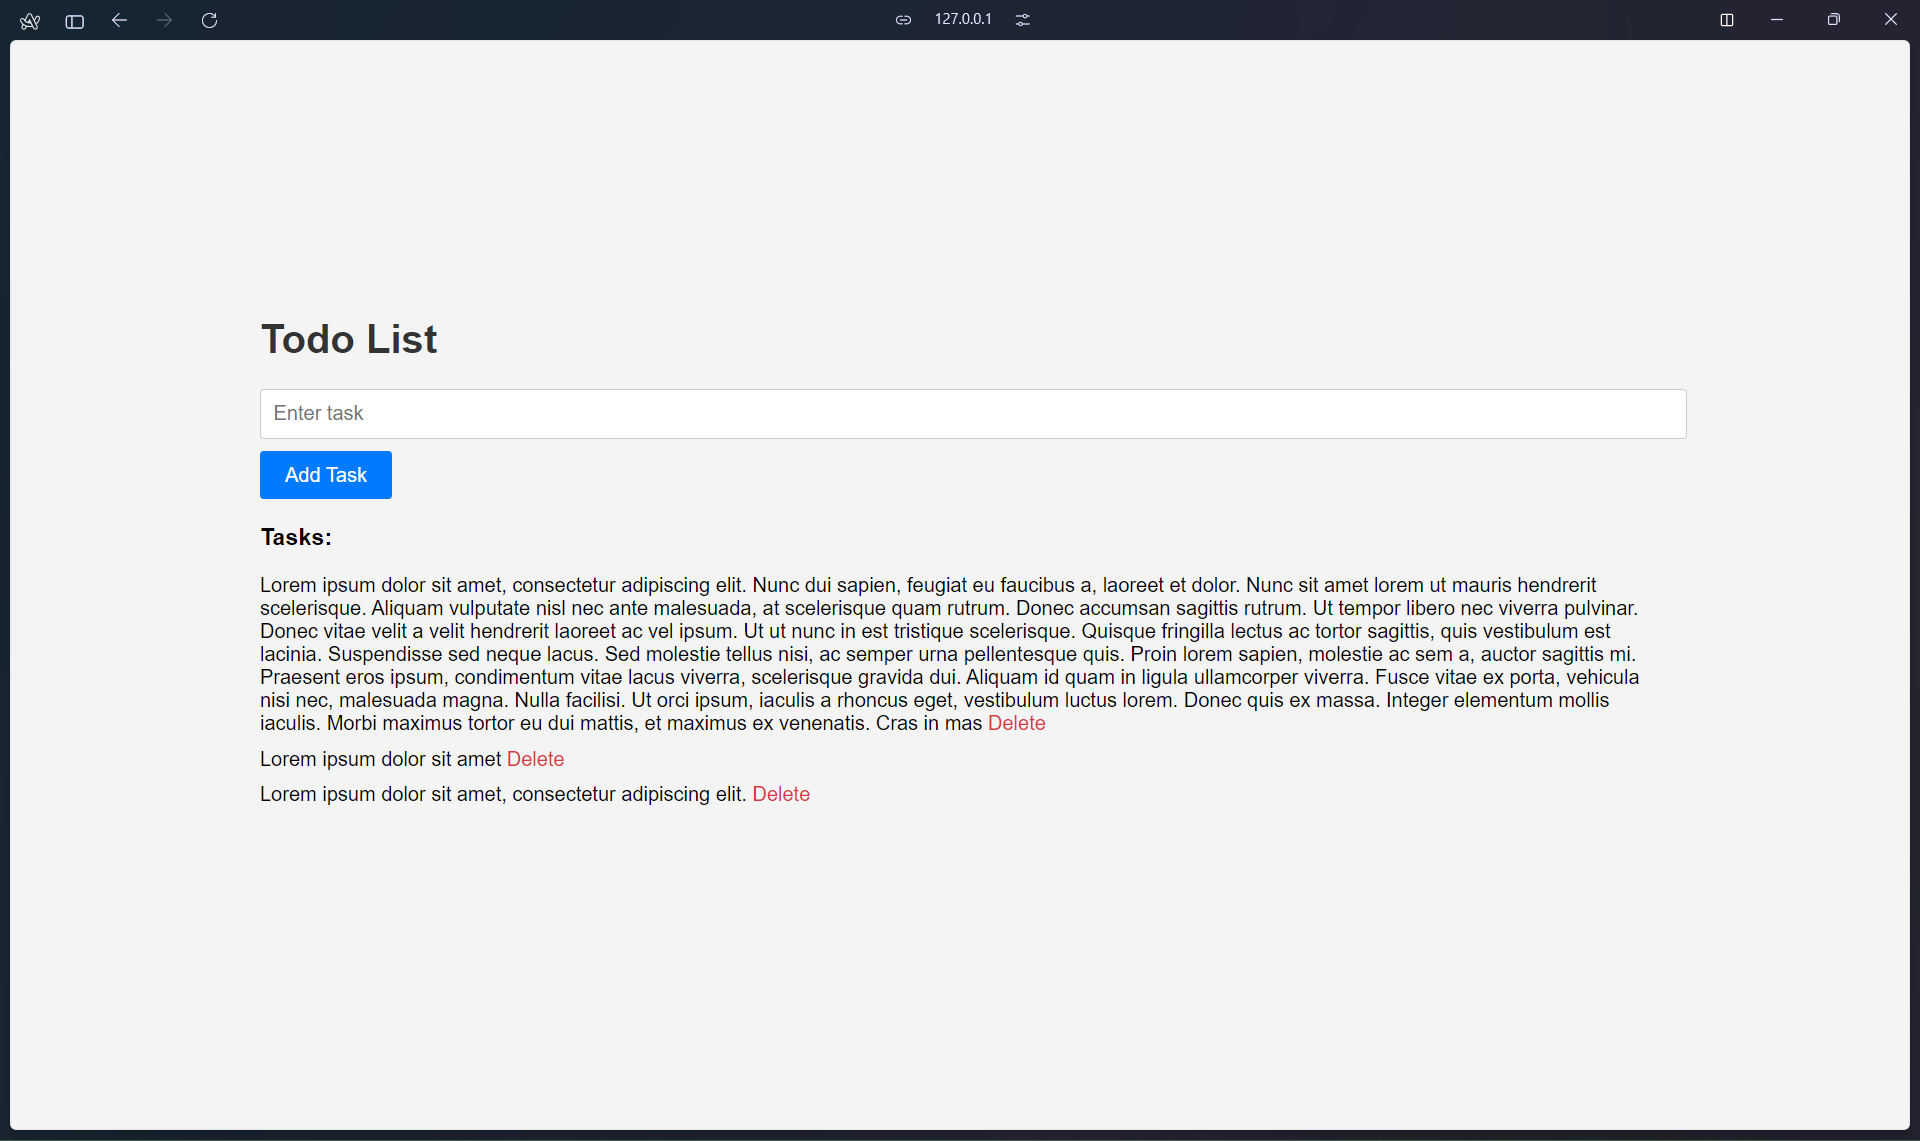 127.0.0.1
Todo List
Enter task
Add Task
Tasks:
Lorem ipsum dolor sit amet, consectetur adipiscing elit. Nunc dui sapien, feugiat eu faucibus a, laoreet et dolor. Nunc sit amet lorem ut mauris hendrerit
scelerisque. Aliquam vulputate nisl nec ante malesuada, at scelerisque quam rutrum. Donec accumsan sagittis rutrum. Ut tempor libero nec viverra pulvinar.
Donec vitae velit a velit hendrerit laoreet ac vel ipsum. Ut ut nunc in est tristique scelerisque. Quisque fringilla lectus ac tortor sagittis, quis vestibulum est
lacinia. Suspendisse sed neque lacus. Sed molestie tellus nisi, ac semper urna pellentesque quis. Proin lorem sapien, molestie ac sem a, auctor sagittis mi.
Praesent eros ipsum, condimentum vitae lacus viverra, scelerisque gravida dui. Aliquam id quam in ligula ullamcorper viverra. Fusce vitae ex porta, vehicula
nisi nec, malesuada magna. Nulla facilisi. Ut orci ipsum, iaculis a rhoncus eget, vestibulum luctus lorem. Donec quis ex massa. Integer elementum mollis
iaculis. Morbi maximus tortor eu dui mattis, et maximus ex venenatis. Cras in mas Delete
Lorem ipsum dolor sit amet Delete
Lorem ipsum dolor sit amet, consectetur adipiscing elit. Delete